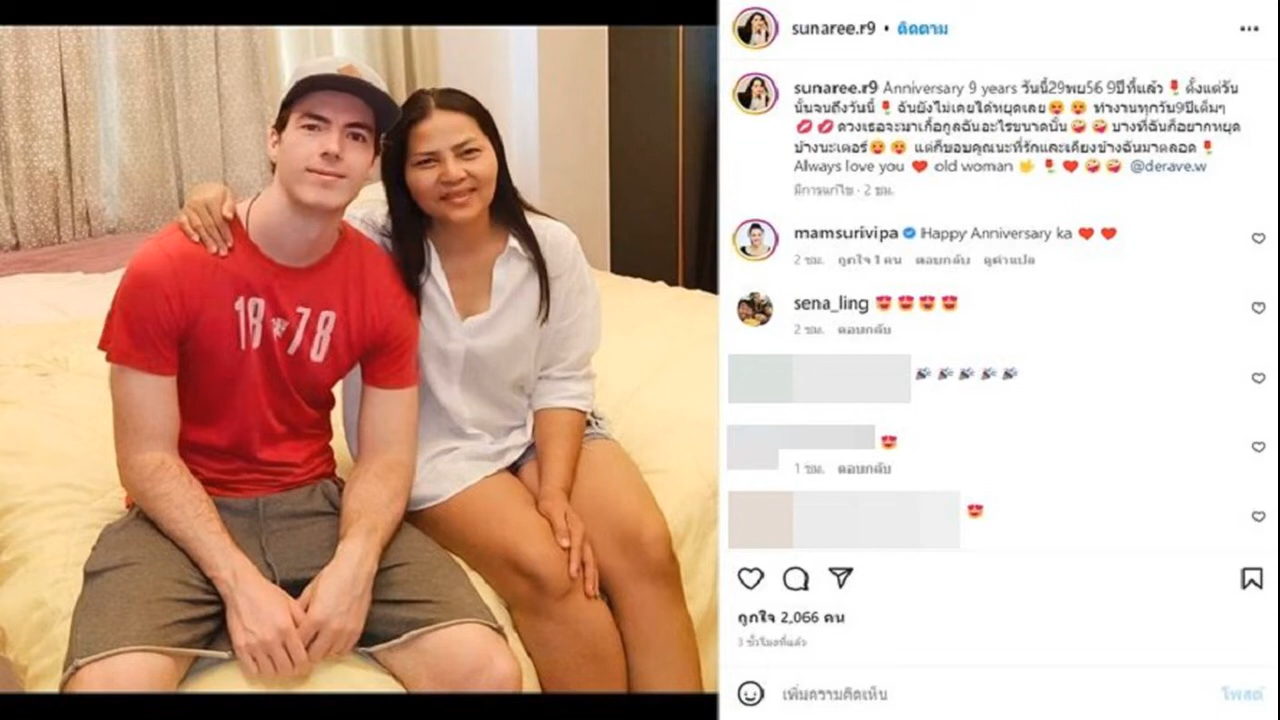 18 78
sunaree.r9 • ติดตาม
sunaree.r9 Anniversary 9 years วันนี้29พย56 9ปีที่แล้ว 🌷 ตั้งแต่วัน
นั้นจนถึงวันนี้ 🌷 ฉันยังไม่เคยได้หยุดเลย 🥵 🥵 ทำงานทุกวัน9ปีเต็มๆ
💋 💋 ดวงเธอจะมาเกื้อกูลฉันอะไรขนาดนั้น 🤪 🤪 บางทีฉันก็อยากหยุด
บ้างนะเตอร์ 🥵 🥵 แต่ก็ขอบคุณนะที่รักและเคียงข้างฉันมาตลอด 🌷
Always love you ❤️ old woman 🤟 🌷 ❤️ 🤪 🤪 @derave.w
มีการแก้ไข · 2 ชม.
mamsurivipa Happy Anniversary ka ❤️ ❤️
2 ชม. ถูกใจ 1 คน ตอบกลับ ดูคำแปล
sena_ling 😍 😍 😍 😍
2 ชม. ตอบกลับ
🎉 🎉 🎉 🎉 🎉
😍
1 ชม. ตอบกลับ
😍
ถูกใจ 2,066 คน
3 ชั่วโมงที่แล้ว
เพิ่มความคิดเห็น
โพสต์